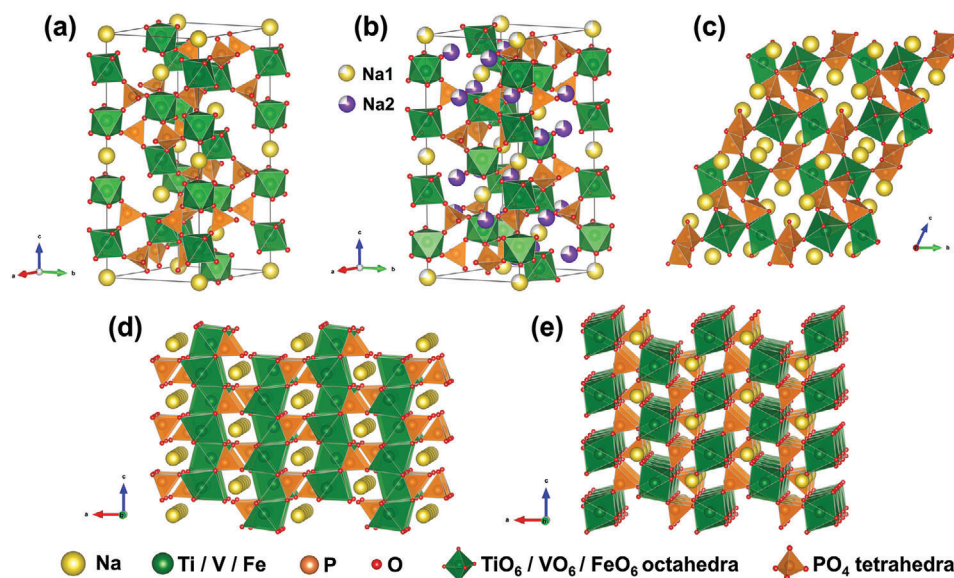 (a)
(b)
(c)
Na1
Na2
c
a
b
c
a
b
c
b
(d)
(e)
c
a
b
c
a
b
Na
Ti / V / Fe
P
O
TiO6 / VO6 / FeO6 octahedra
PO4 tetrahedra